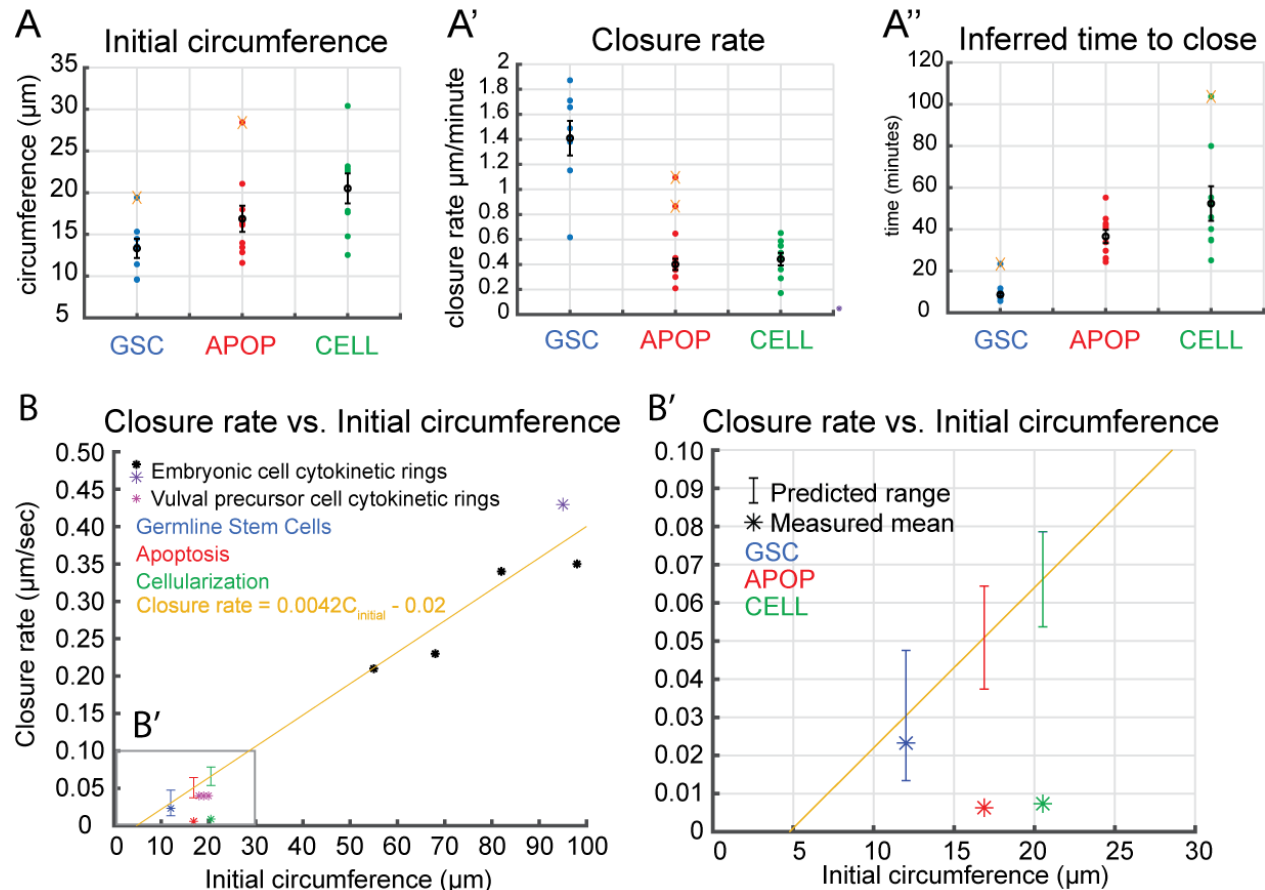 A
Initial circumference
circumference (µm)
35
30
25
20
15
10
5
GSC
APOP
CELL
A'
Closure rate
closure rate µm/minute
2
1.8
1.6
1.4
1.2
1
0.8
0.6
0.4
0.2
0
GSC
APOP
CELL
A''
Inferred time to close
time (minutes)
120
100
80
60
40
20
0
GSC
APOP
CELL
B
Closure rate vs. Initial circumference
Closure rate (µm/sec)
0.50
0.45
0.40
0.35
0.30
0.25
0.20
0.15
0.10
0.05
0
Embryonic cell cytokinetic rings
Vulval precursor cell cytokinetic rings
Germline Stem Cells
Apoptosis
Cellularization
Closure rate = 0.0042C initial - 0.02
B'
0 10 20 30 40 50 60 70 80 90 100
Initial circumference (µm)
B'
Closure rate vs. Initial circumference
0.10
0.09
0.08
0.07
0.06
0.05
0.04
0.03
0.02
0.01
0
Predicted range
Measured mean
GSC
APOP
CELL
0 5 10 15 20 25 30
Initial circumference (µm)